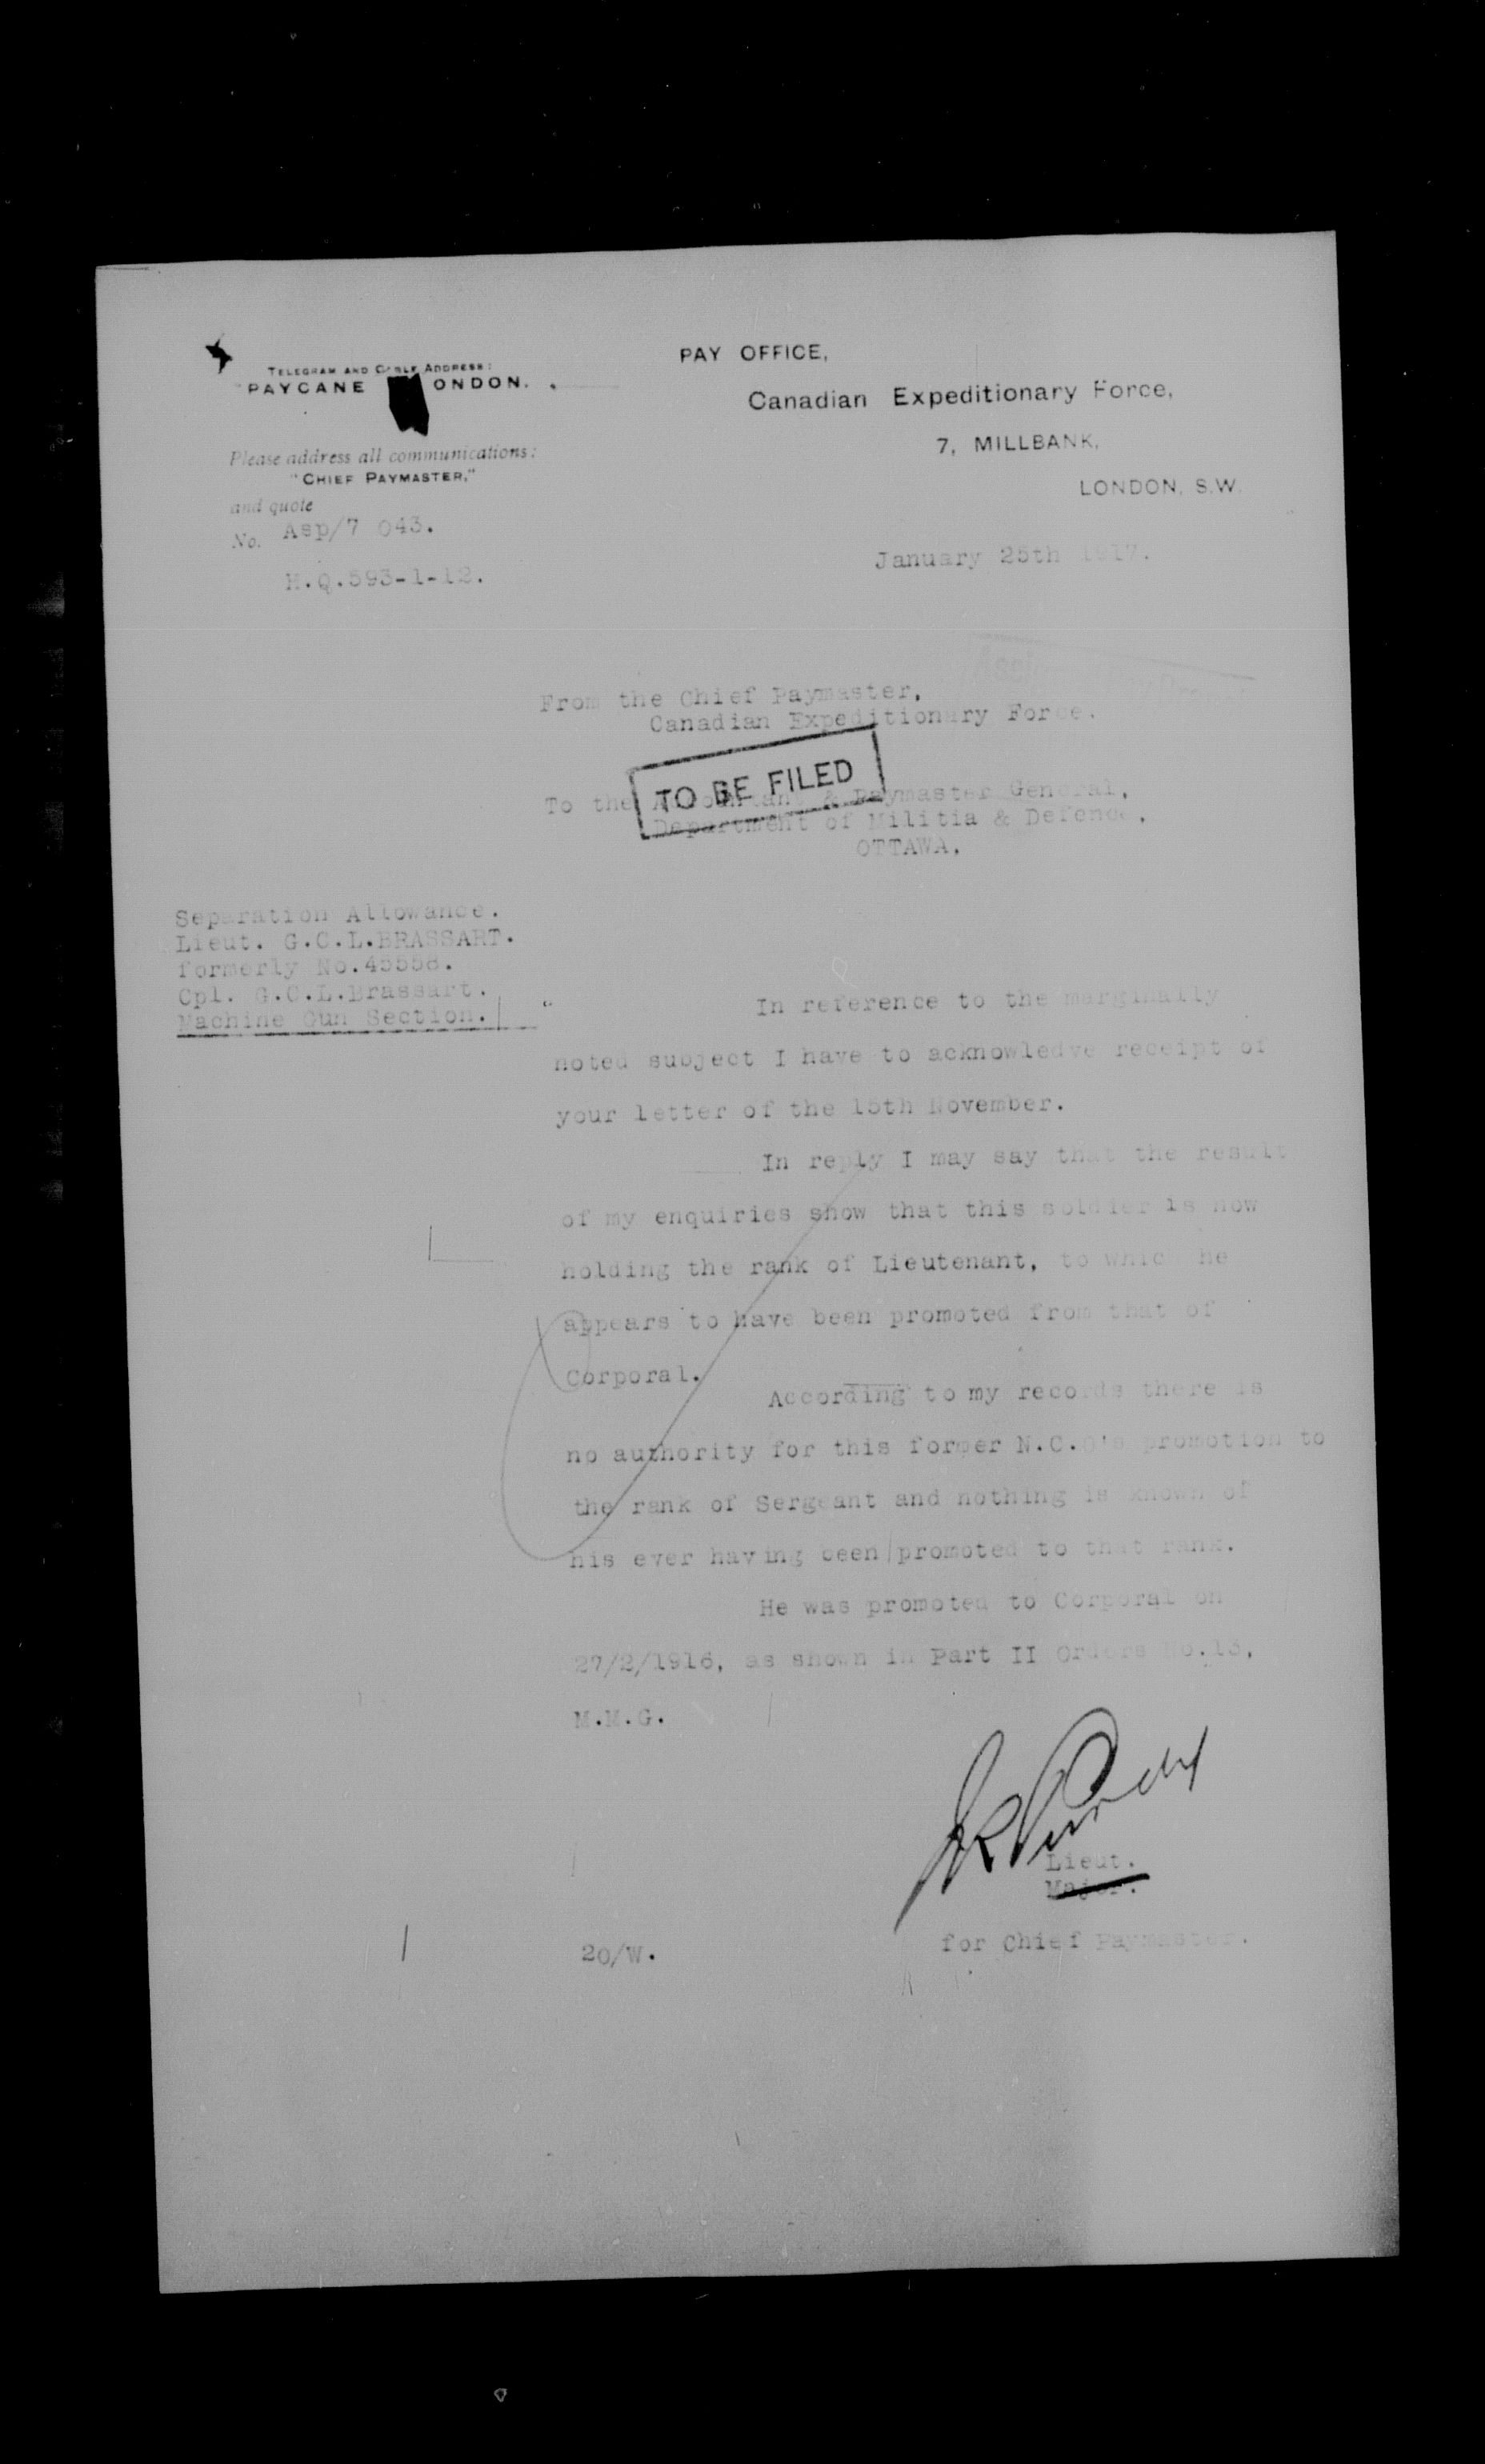 TELEGRAM AND CABLE ADDRESS:
"PAYCANE LONDON.
Please address all communications:
"CHIEF PAYMASTER,"
and quote
No. Asp/7 043.
H.Q.593-1-12.
PAY OFFICE,
Canadian Expeditionary Force,
7, MILLBANK,
LONDON, S.W.
January 25th 1917.
From the Chief Paymaster,
Canadian Expeditionary Force.
TO BE FILED
To the Accountant & Paymaster General,
Department of Militia & Defence,
OTTAWA.
Separation Allowance.
Lieut. G.C.L.BRASSART.
formerly No.45558.
Cpl. G.C.L.Brassart.
Machine Gun Section.
In reference to the marginally
noted subject I have to acknowledve receipt of
your letter of the 15th November.
In reply I may say that the result
of my enquiries show that this soldier is now
holding the rank of Lieutenant, to which he
appears to have been promoted from that of
Corporal.
According to my records there is
no authority for this former N.C.O's promotion to
the rank of Sergeant and nothing is known of
his ever having been promoted to that rank.
He was promoted to Corporal on
27/2/1916, as shown in Part II Orders No.13,
M.M.G.
Lieut.
Major.
for Chief Paymaster.
20/W.